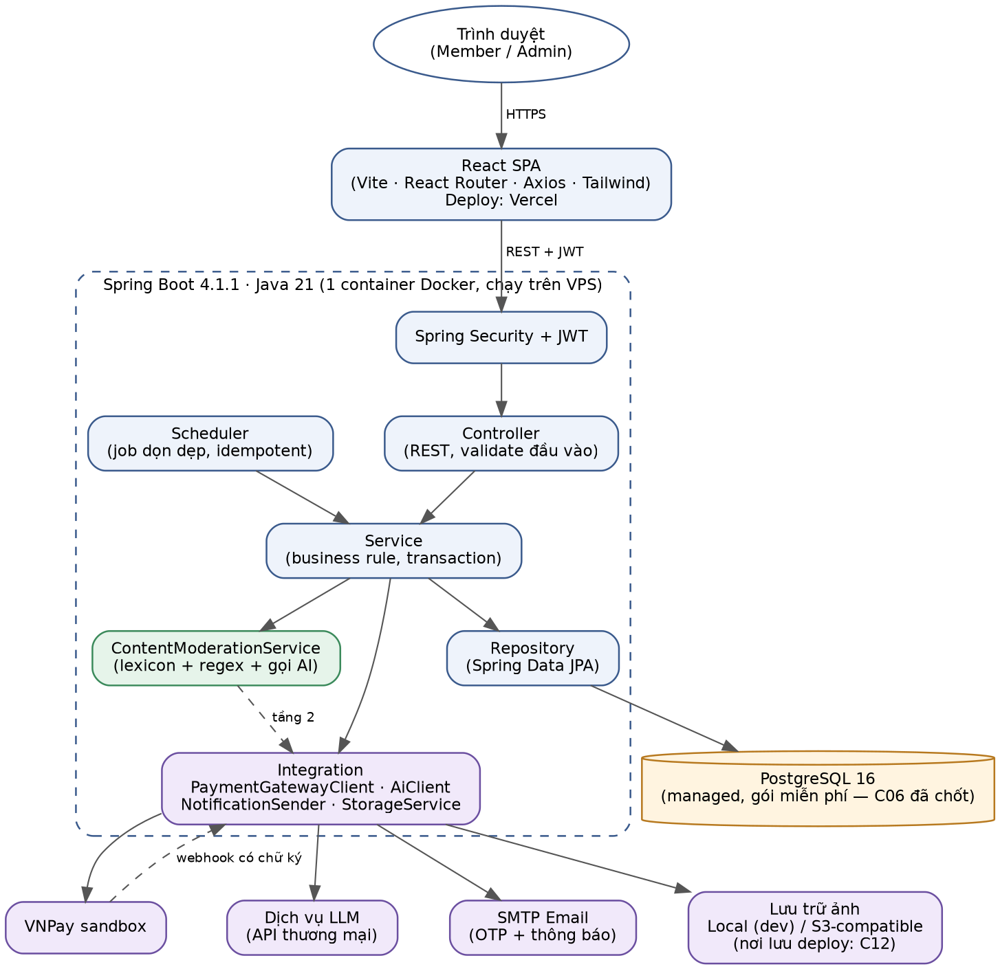 Trình duyệt
(Member / Admin)
HTTPS
React SPA
(Vite · React Router · Axios · Tailwind)
Deploy: Vercel
REST + JWT
Spring Boot 4.1.1 · Java 21 (1 container Docker, chạy trên VPS)
Spring Security + JWT
Scheduler
(job dọn dẹp, idempotent)
Controller
(REST, validate đầu vào)
Service
(business rule, transaction)
ContentModerationService
(lexicon + regex + gọi AI)
Repository
(Spring Data JPA)
tầng 2
Integration
PaymentGatewayClient · AiClient
NotificationSender · StorageService
PostgreSQL 16
(managed, gói miễn phí — C06 đã chốt)
webhook có chữ ký
VNPay sandbox
Dịch vụ LLM
(API thương mại)
SMTP Email
(OTP + thông báo)
Lưu trữ ảnh
Local (dev) / S3-compatible
(nơi lưu deploy: C12)